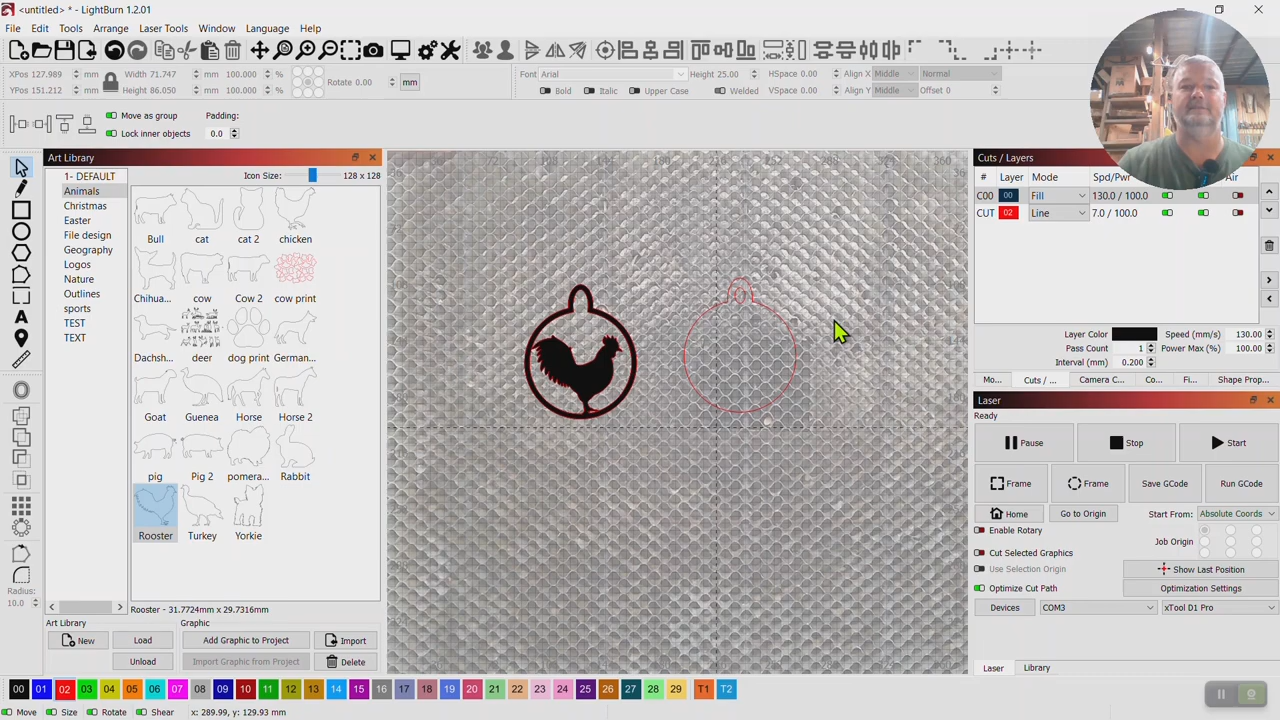 <untitled> * - LightBurn 1.2.01
File Edit Tools Arrange Laser Tools Window Language Help
XPos 127.989 mm Width 71.747 mm 100.000 % Rotate 0.00 mm Font Arial Height 25.00 HSpace 0.00 Align X Middle Normal
YPos 151.212 mm Height 86.050 mm 100.000 % Bold Italic Upper Case Welded VSpace 0.00 Align Y Middle Offset 0
Move as group Padding:
Lock inner objects 0.0
Art Library
Cuts / Layers
1- DEFAULT Icon Size: 128 x 128
# Layer Mode Spd/Pwr Air
Animals
C00 00 Fill 130.0 / 100.0
Christmas
CUT 02 Line 7.0 / 100.0
Easter
File design
Bull cat cat 2 chicken
Geography
Logos
Nature
Outlines
Chihua... cow Cow 2 cow print
sports
TEST
TEXT
Layer Color Speed (mm/s) 130.00
Pass Count 1 Power Max (%) 100.00
Dachsh... deer dog print German...
Interval (mm) 0.200
Mo... Cuts / ... Camera C... Co... Fi... Shape Prop...
Laser
Goat Guenea Horse Horse 2
Ready
Pause Stop Start
pig Pig 2 pomera... Rabbit
Frame Frame Save GCode Run GCode
Home Go to Origin Start From: Absolute Coords
Enable Rotary Job Origin
Rooster Turkey Yorkie
Cut Selected Graphics
Use Selection Origin Show Last Position
Optimize Cut Path Optimization Settings
Radius:
10.0
Rooster - 31.7724mm x 29.7316mm
Devices COM3 xTool D1 Pro
Art Library Graphic
New Load Add Graphic to Project Import
Unload Import Graphic from Project Delete
Laser Library
00 01 02 03 04 05 06 07 08 09 10 11 12 13 14 15 16 17 18 19 20 21 22 23 24 25 26 27 28 29 T1 T2
Move Size Rotate Shear x: 289.99, y: 129.93 mm